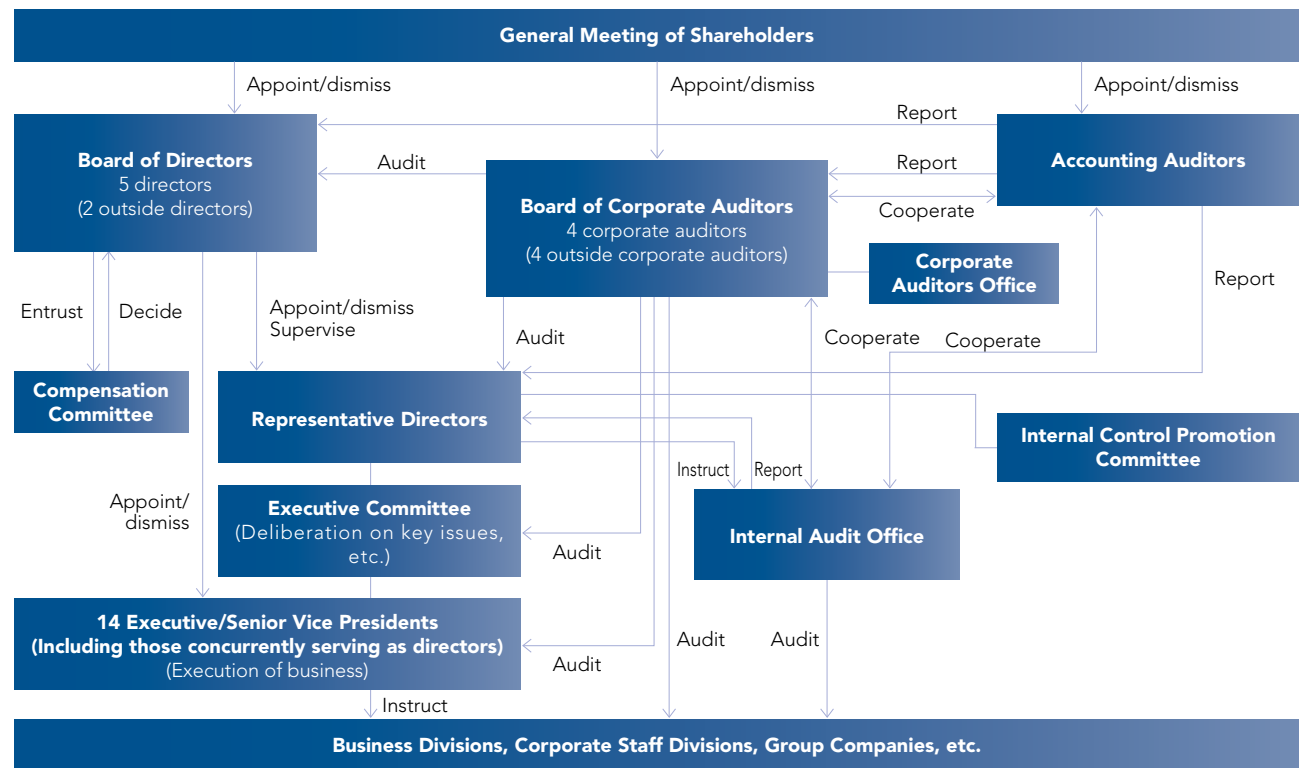 General Meeting of Shareholders
Appoint/dismiss
Appoint/dismiss
Appoint/dismiss
Report
Board of Directors
5 directors
(2 outside directors)
Audit
Board of Corporate Auditors
4 corporate auditors
(4 outside corporate auditors)
Report
Cooperate
Accounting Auditors
Corporate
Auditors Office
Report
Entrust
Decide
Appoint/dismiss
Supervise
Audit
Cooperate
Cooperate
Compensation
Committee
Representative Directors
Internal Control Promotion
Committee
Instruct
Report
Appoint/
dismiss
Executive Committee
(Deliberation on key issues,
etc.)
Audit
Internal Audit Office
14 Executive/Senior Vice Presidents
(Including those concurrently serving as directors)
(Execution of business)
Audit
Audit
Audit
Instruct
Business Divisions, Corporate Staff Divisions, Group Companies, etc.